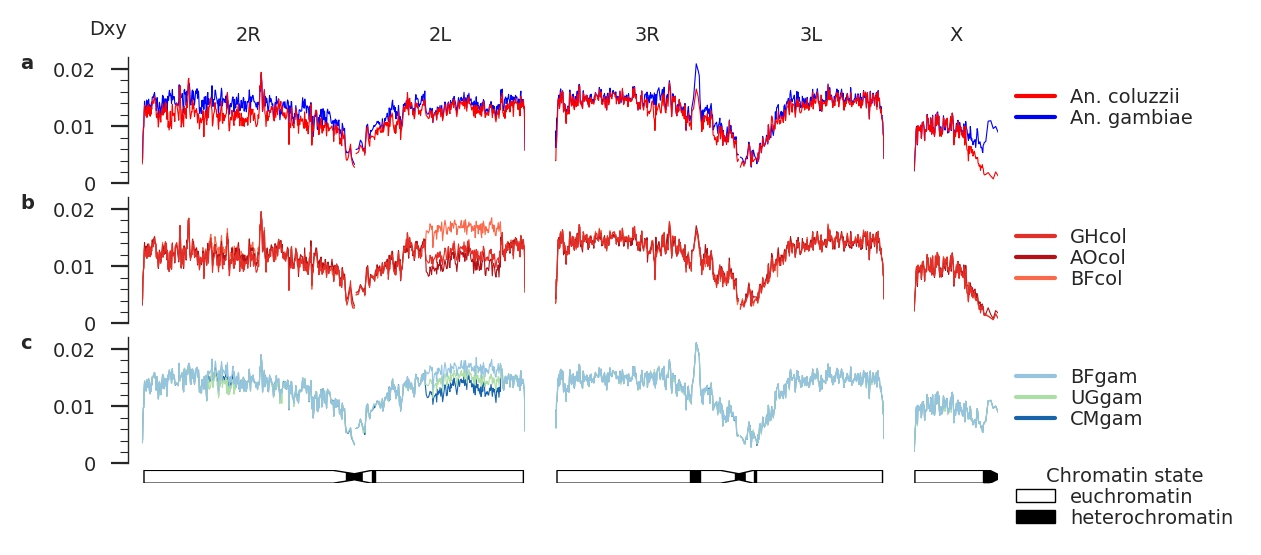 Dxy 2R 2L 3R 3L X
a
0.02
0.01
0
An. coluzzii
An. gambiae
b
0.02
0.01
0
GHcol
AOcol
BFcol
c
0.02
0.01
0
BFgam
UGgam
CMgam
Chromatin state
euchromatin
heterochromatin